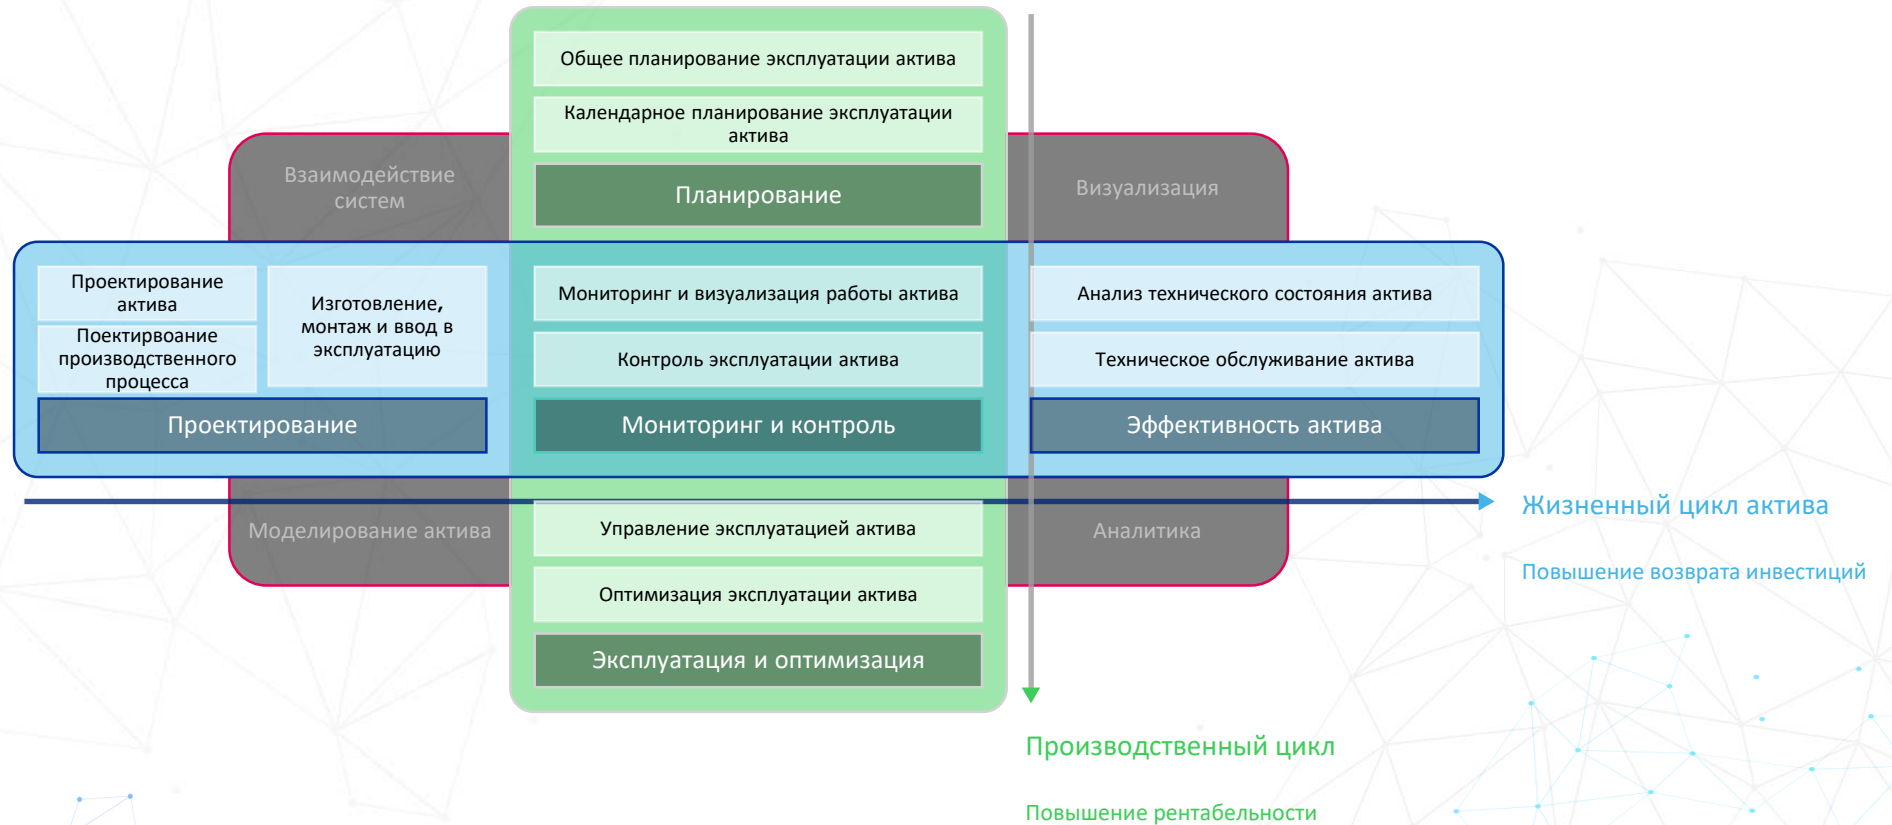 Общее планирование эксплуатации актива
Календарное планирование эксплуатации
актива
Планирование
Взаимодействие
систем
Визуализация
Проектирование
актива
Поектирвоание
производственного
процесса
Изготовление,
монтаж и ввод в
эксплуатацию
Проектирование
Мониторинг и визуализация работы актива
Контроль эксплуатации актива
Мониторинг и контроль
Анализ технического состояния актива
Техническое обслуживание актива
Эффективность актива
Моделирование актива
Управление эксплуатацией актива
Оптимизация эксплуатации актива
Эксплуатация и оптимизация
Аналитика
Жизненный цикл актива
Повышение возврата инвестиций
Производственный цикл
Повышение рентабельности